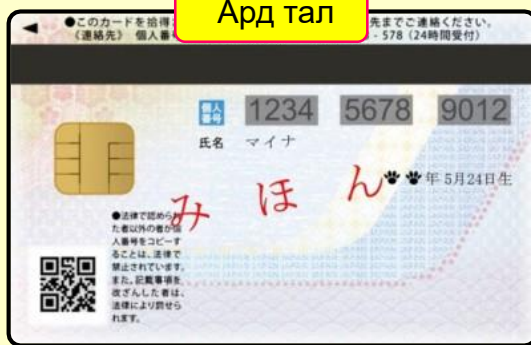 Ард тал
●このカードを拾得 先までご連絡ください。
《連絡先》 個人番 - 578（24時間受付）
個人番号 1234 5678 9012
氏名 マイナ
みほん
年 5月24日生
●法律で認められ
た者以外の者が個
人番号をコピーす
ることは、法律で
禁止されています。
また、記載事項を
改ざんした者は、
法律により罰せら
れます。